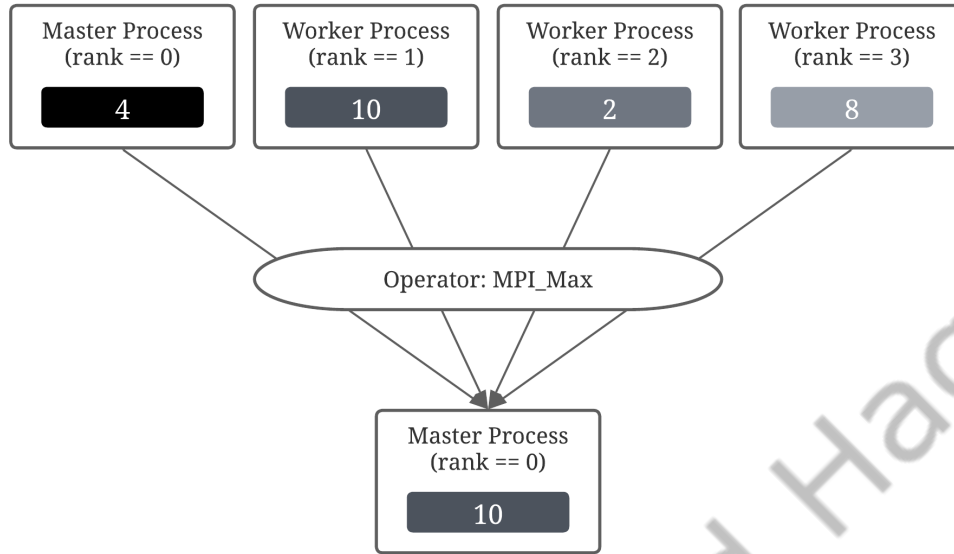 Master Process
(rank == 0)
4
Worker Process
(rank == 1)
10
Worker Process
(rank == 2)
2
Worker Process
(rank == 3)
8
Operator: MPI_Max
Master Process
(rank == 0)
10